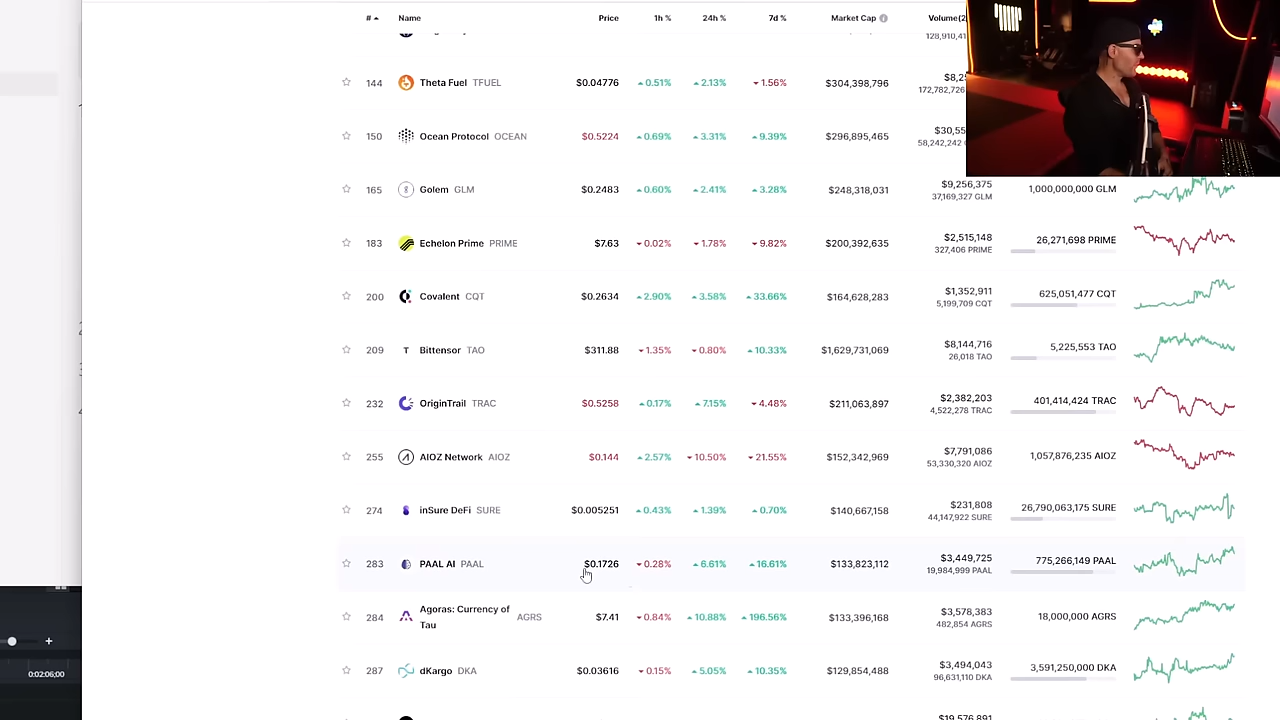 # Name Price 1h % 24h % 7d % Market Cap Volume(2
128,910,41
144 Theta Fuel TFUEL $0.04776 0.51% 2.13% 1.56% $304,398,796 $8,25
172,782,726
150 Ocean Protocol OCEAN $0.5224 0.69% 3.31% 9.39% $296,895,465 $30,55
58,242,242
165 Golem GLM $0.2483 0.60% 2.41% 3.28% $248,318,031 $9,256,375 1,000,000,000 GLM
37,169,327 GLM
183 Echelon Prime PRIME $7.63 0.02% 1.78% 9.82% $200,392,635 $2,515,148 26,271,698 PRIME
327,406 PRIME
200 Covalent CQT $0.2634 2.90% 3.58% 33.66% $164,628,283 $1,352,911 625,051,477 CQT
5,199,709 CQT
209 T Bittensor TAO $311.88 1.35% 0.80% 10.33% $1,629,731,069 $8,144,716 5,225,553 TAO
26,018 TAO
232 OriginTrail TRAC $0.5258 0.17% 7.15% 4.48% $211,063,897 $2,382,203 401,414,424 TRAC
4,522,278 TRAC
255 AIOZ Network AIOZ $0.144 2.57% 10.50% 21.55% $152,342,969 $7,791,086 1,057,876,235 AIOZ
53,330,320 AIOZ
274 inSure DeFi SURE $0.005251 0.43% 1.39% 0.70% $140,667,158 $231,808 26,790,063,175 SURE
44,147,922 SURE
283 PAAL AI PAAL $0.1726 0.28% 6.61% 16.61% $133,823,112 $3,449,725 775,266,149 PAAL
19,984,999 PAAL
284 Agoras: Currency of Tau AGRS $7.41 0.84% 10.88% 196.56% $133,396,168 $3,578,383 18,000,000 AGRS
482,854 AGRS
287 dKargo DKA $0.03616 0.15% 5.05% 10.35% $129,854,488 $3,494,043 3,591,250,000 DKA
96,631,110 DKA
$19,576,891
0:02:06;00